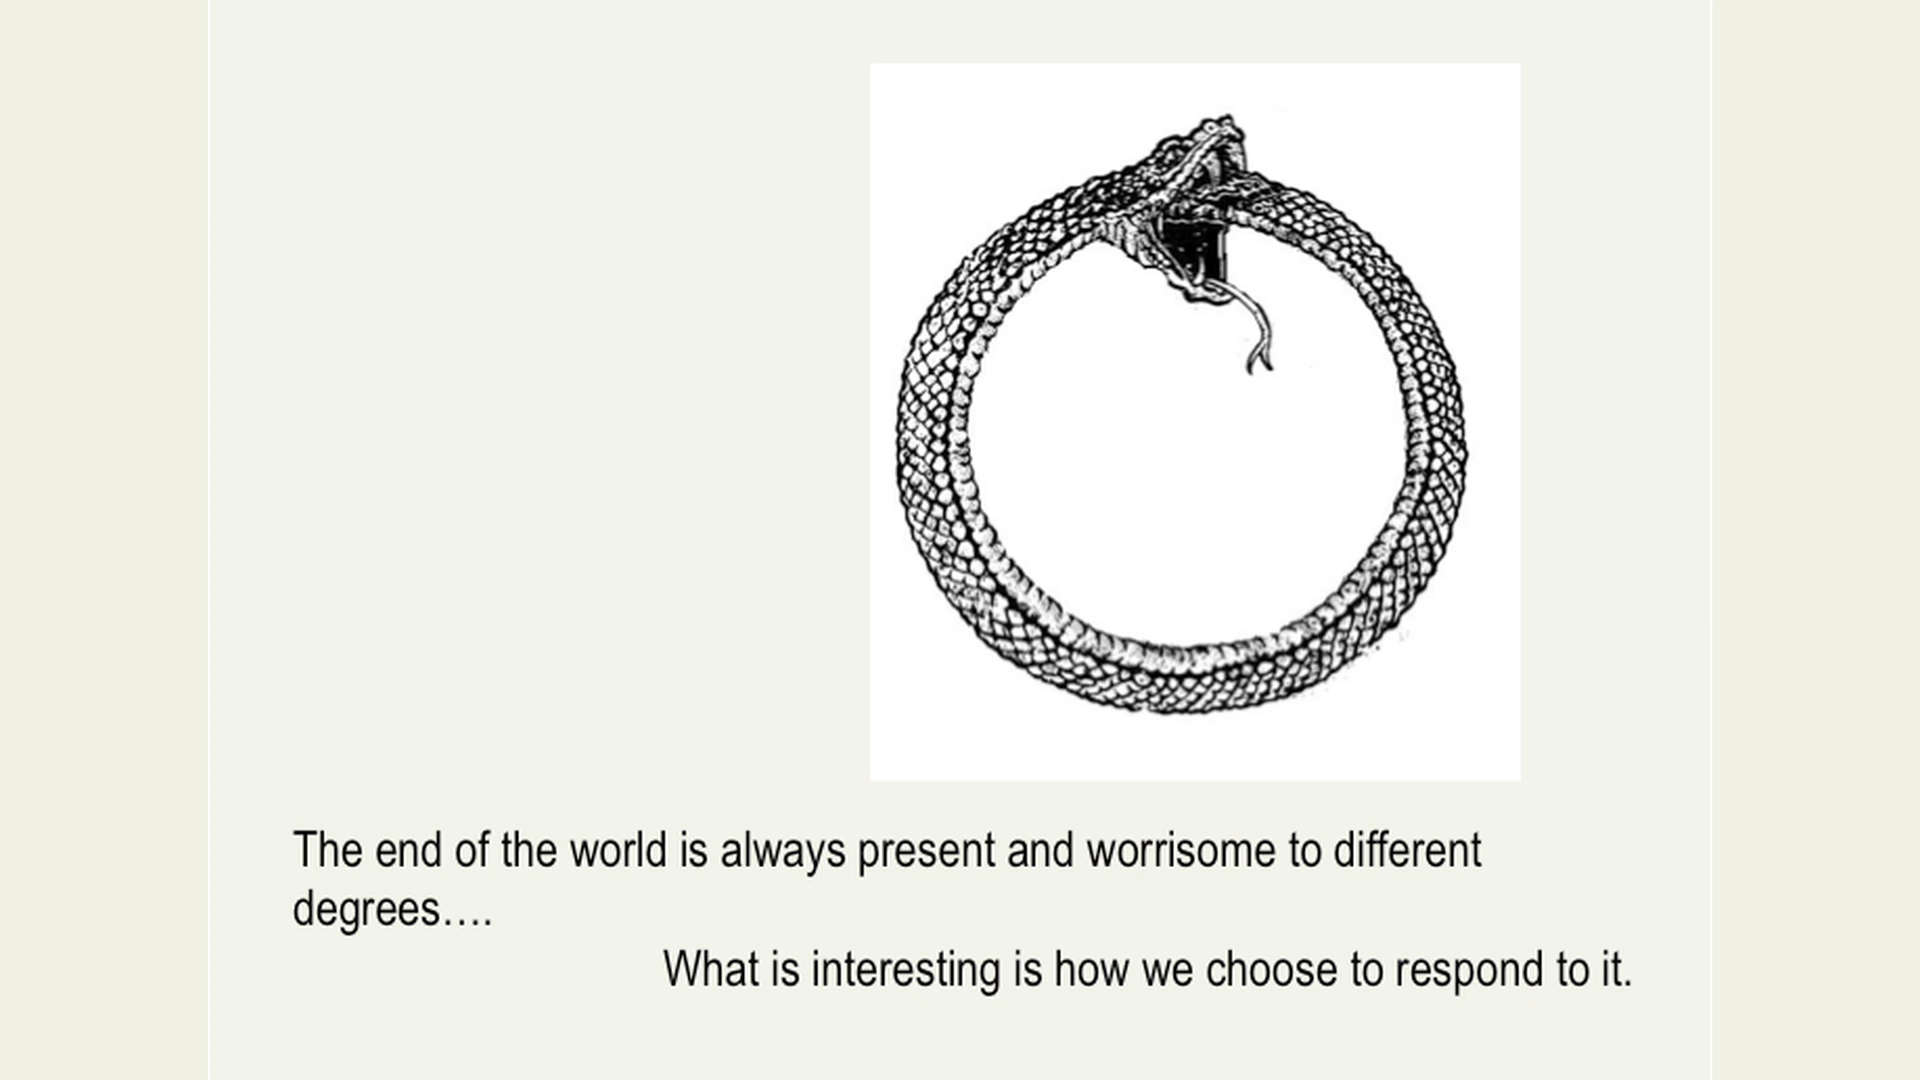 The end of the world is always present and worrisome to different
degrees….
What is interesting is how we choose to respond to it.